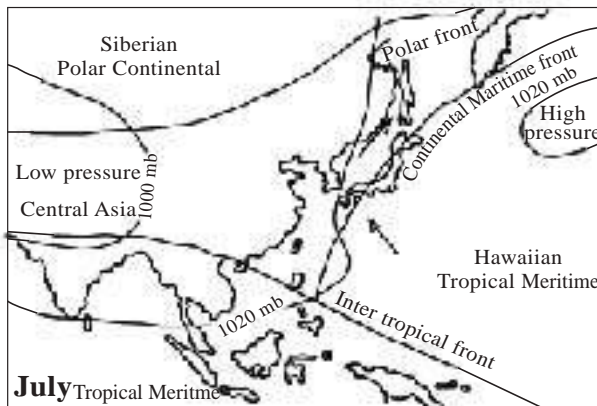 Siberian
Polar Continental
Polar front
Continental Maritime front
1020 mb
High
pressure
Low pressure
Central Asia
1000 mb
Hawaiian
Tropical Meritime
1020 mb
Inter tropical front
July Tropical Meritme